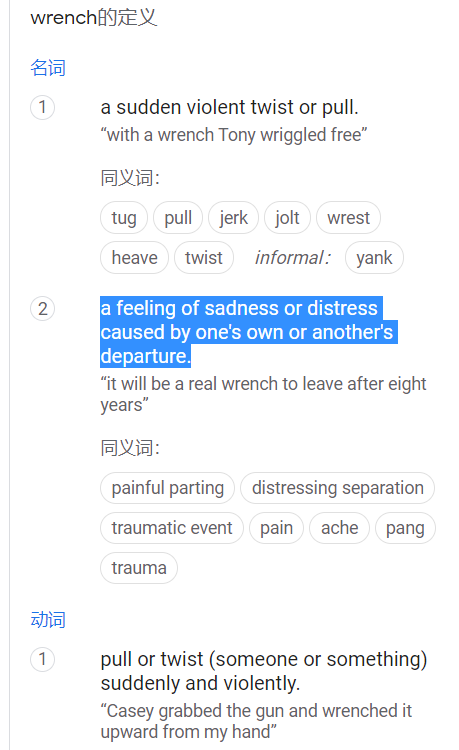 wrench的定义
名词
1
a sudden violent twist or pull.
“with a wrench Tony wriggled free”
同义词：
tug pull jerk jolt wrest
heave twist informal： yank
2
a feeling of sadness or distress
caused by one's own or another's
departure.
“it will be a real wrench to leave after eight
years”
同义词：
painful parting distressing separation
traumatic event pain ache pang
trauma
动词
1
pull or twist (someone or something)
suddenly and violently.
“Casey grabbed the gun and wrenched it
upward from my hand”